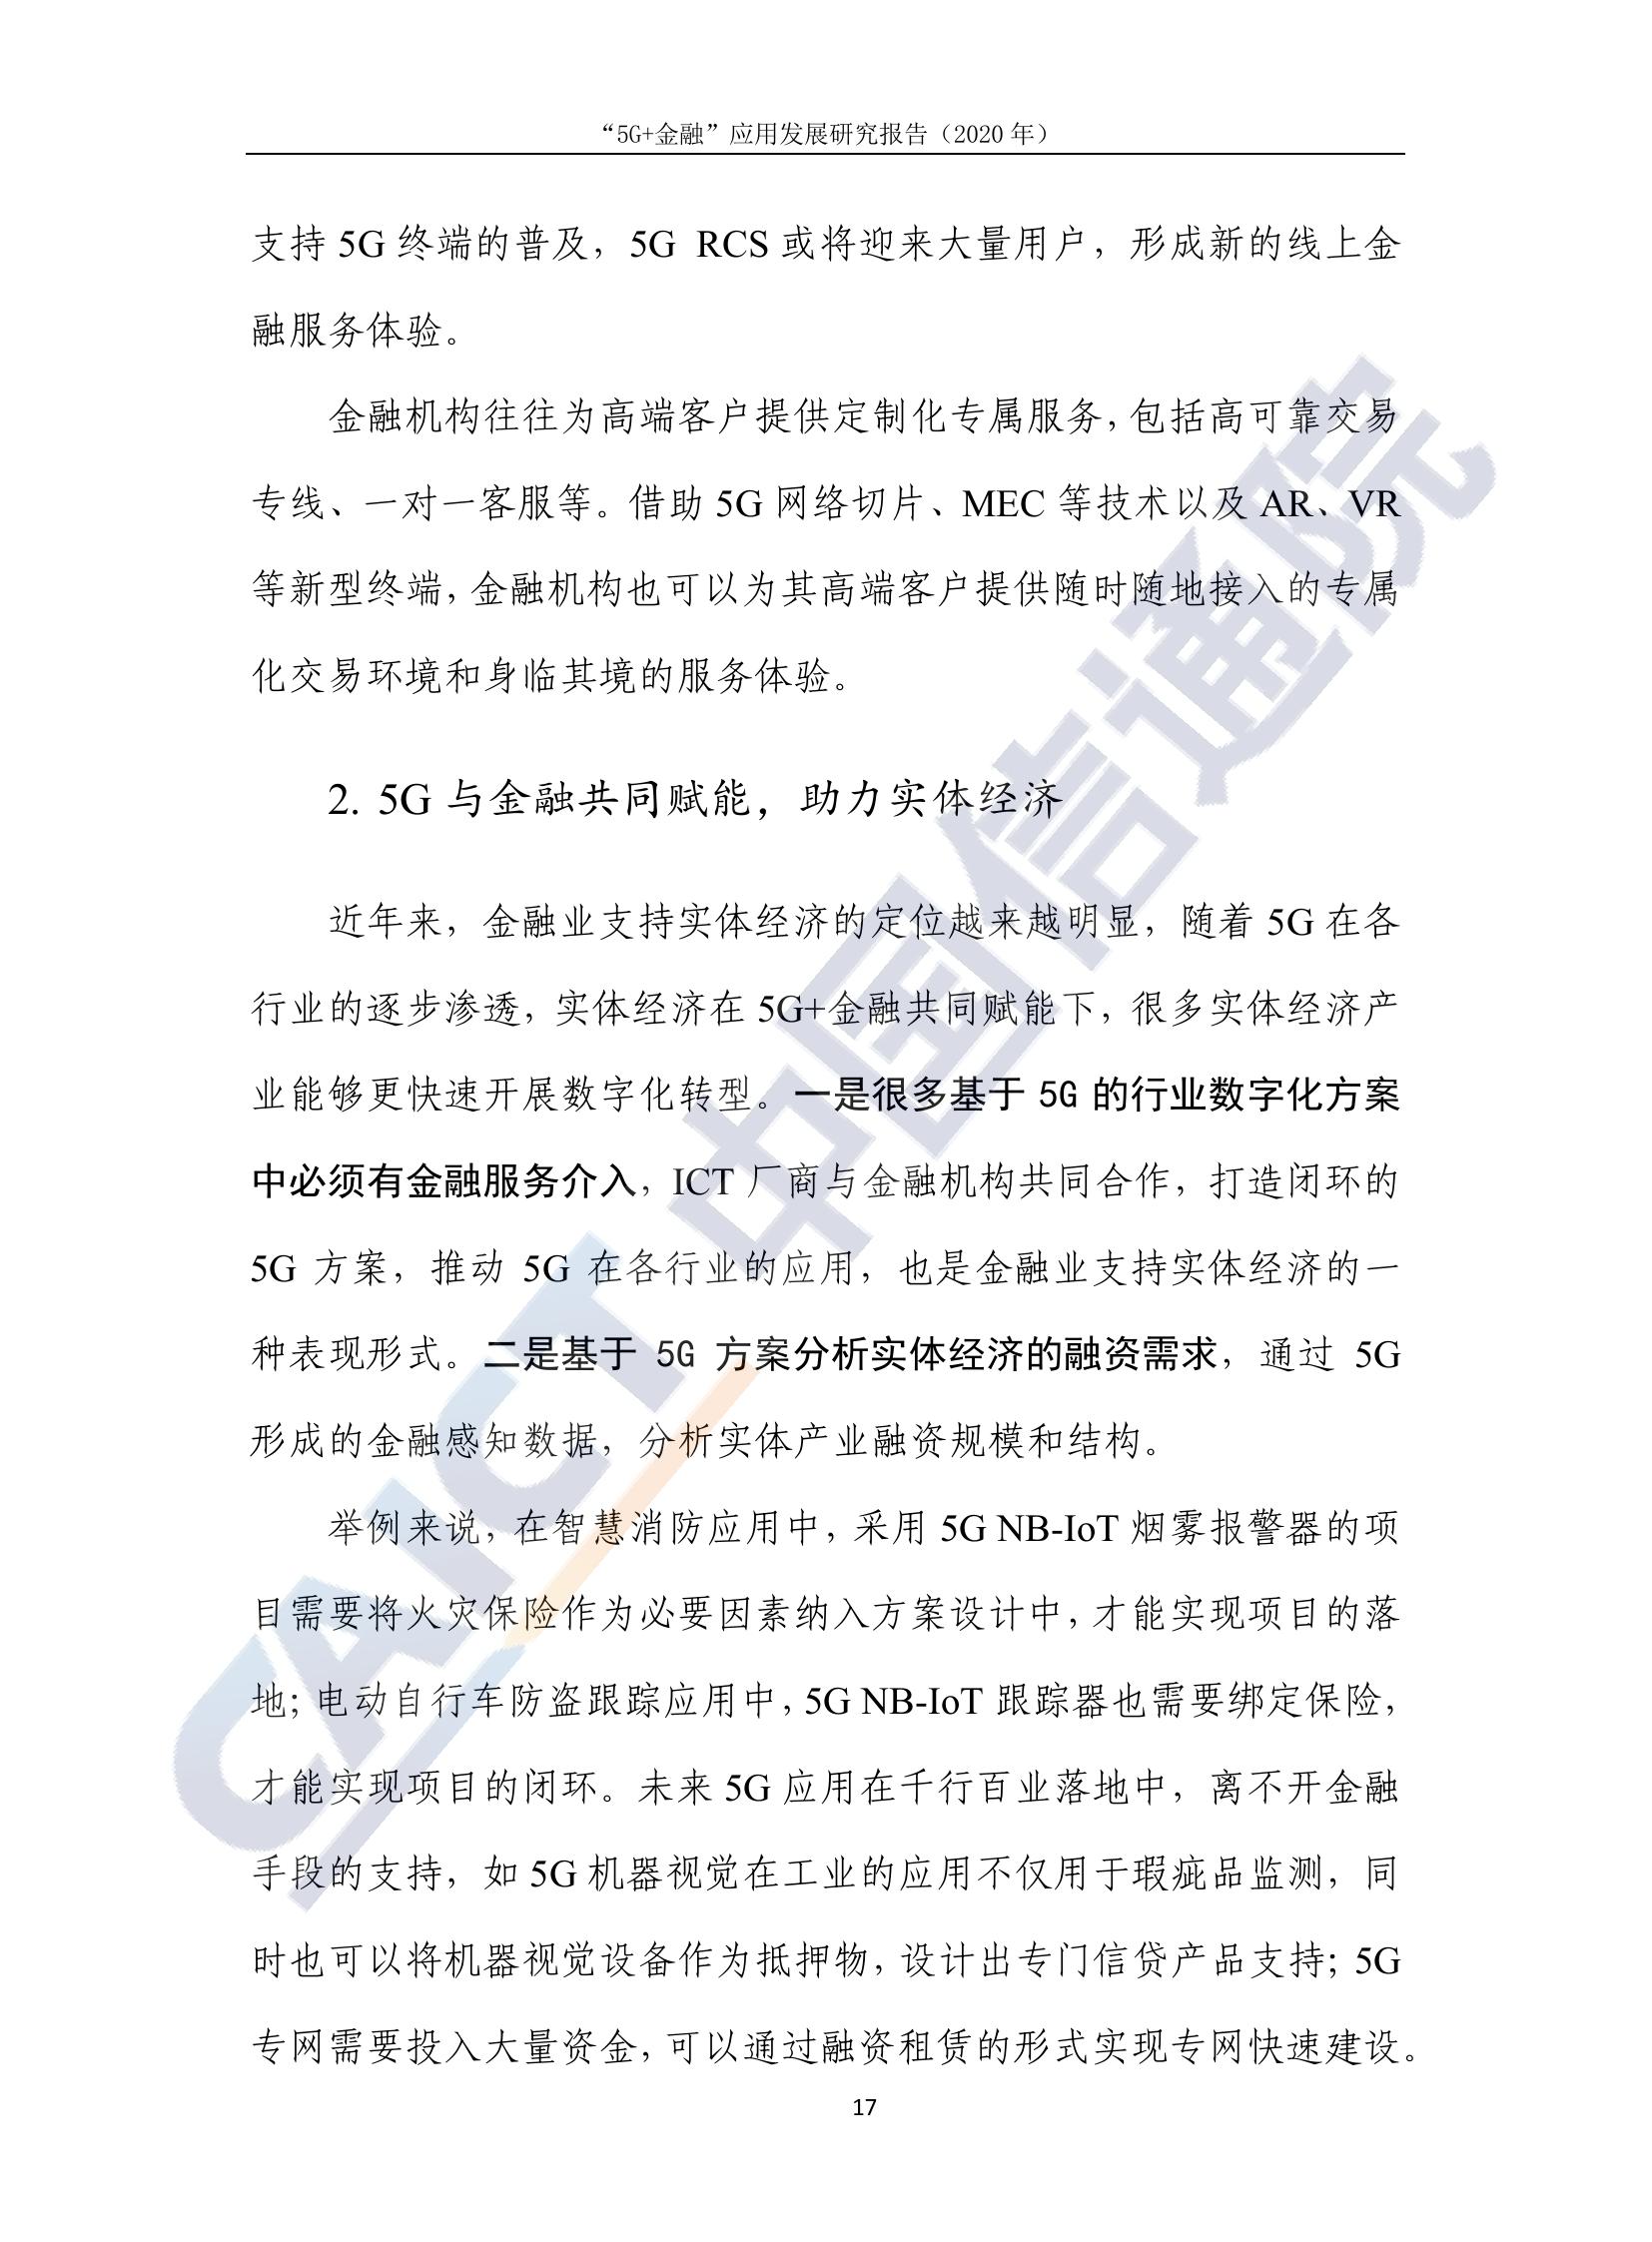 “5G+金融”应用发展研究报告（2020 年）
支持 5G 终端的普及，5G RCS 或将迎来大量用户，形成新的线上金
融服务体验。
金融机构往往为高端客户提供定制化专属服务，包括高可靠交易
专线、一对一客服等。借助 5G 网络切片、MEC 等技术以及 AR、VR
等新型终端，金融机构也可以为其高端客户提供随时随地接入的专属
化交易环境和身临其境的服务体验。
2. 5G 与金融共同赋能，助力实体经济
近年来，金融业支持实体经济的定位越来越明显，随着 5G 在各
行业的逐步渗透，实体经济在 5G+金融共同赋能下，很多实体经济产
业能够更快速开展数字化转型。一是很多基于 5G 的行业数字化方案
中必须有金融服务介入，ICT 厂商与金融机构共同合作，打造闭环的
5G 方案，推动 5G 在各行业的应用，也是金融业支持实体经济的一
种表现形式。二是基于 5G 方案分析实体经济的融资需求，通过 5G
形成的金融感知数据，分析实体产业融资规模和结构。
举例来说，在智慧消防应用中，采用 5G NB-IoT 烟雾报警器的项
目需要将火灾保险作为必要因素纳入方案设计中，才能实现项目的落
地；电动自行车防盗跟踪应用中，5G NB-IoT 跟踪器也需要绑定保险，
才能实现项目的闭环。未来 5G 应用在千行百业落地中，离不开金融
手段的支持，如 5G 机器视觉在工业的应用不仅用于瑕疵品监测，同
时也可以将机器视觉设备作为抵押物，设计出专门信贷产品支持；5G
专网需要投入大量资金，可以通过融资租赁的形式实现专网快速建设。
17
CAICT 中国信通院